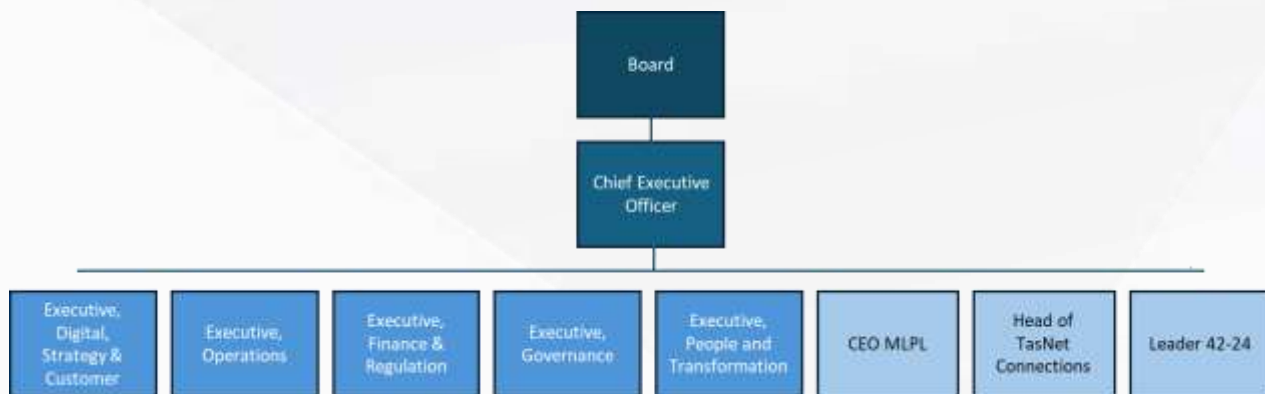 Board
Chief Executive
Officer
Executive,
Digital,
Strategy &
Customer
Executive,
Operations
Executive,
Finance &
Regulation
Executive,
Governance
Executive,
People and
Transformation
CEO MLPL
Head of
TasNet
Connections
Leader 42-24